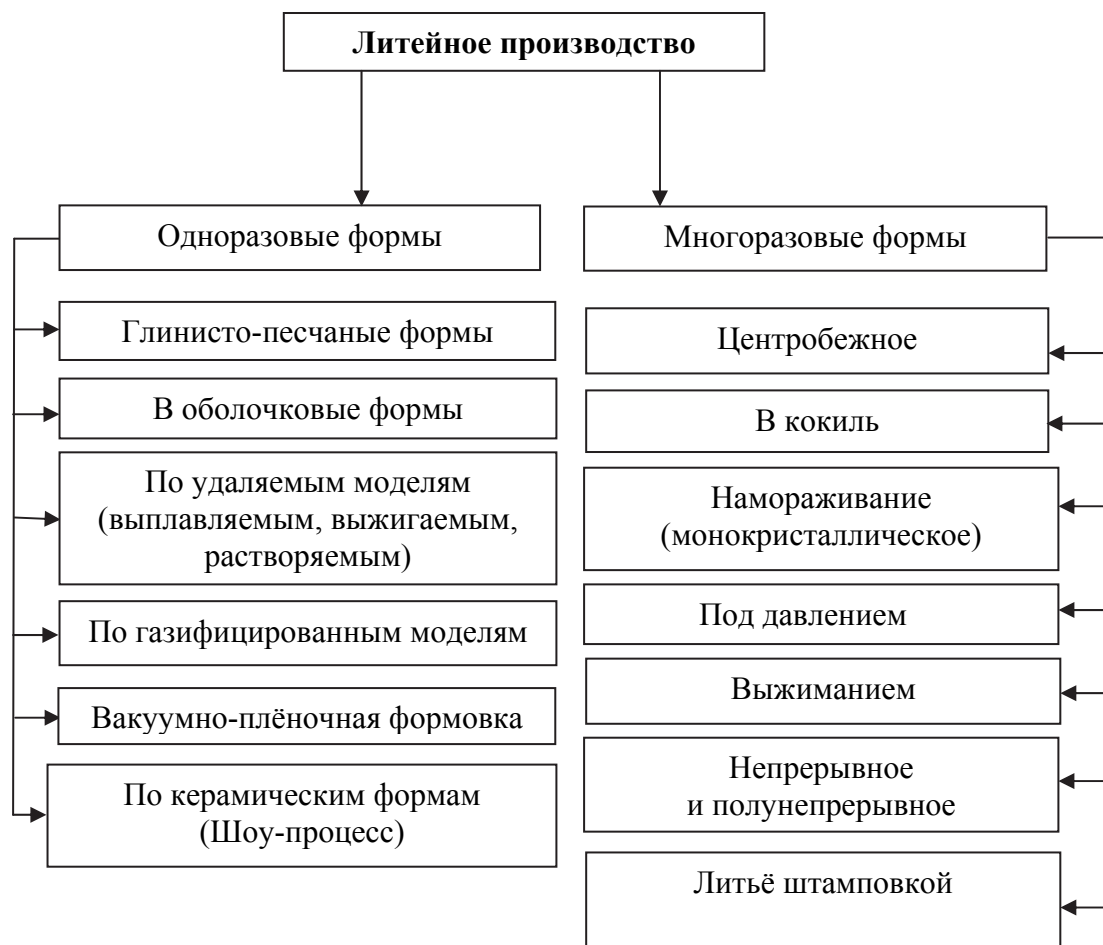 Литейное производство
Одноразовые формы
Глинисто-песчаные формы
В оболочковые формы
По удаляемым моделям
(выплавляемым, выжигаемым,
растворяемым)
По газифицированным моделям
Вакуумно-плёночная формовка
По керамическим формам
(Шоу-процесс)
Многоразовые формы
Центробежное
В кокиль
Намораживание
(монокристаллическое)
Под давлением
Выжиманием
Непрерывное
и полунепрерывное
Литьё штамповкой